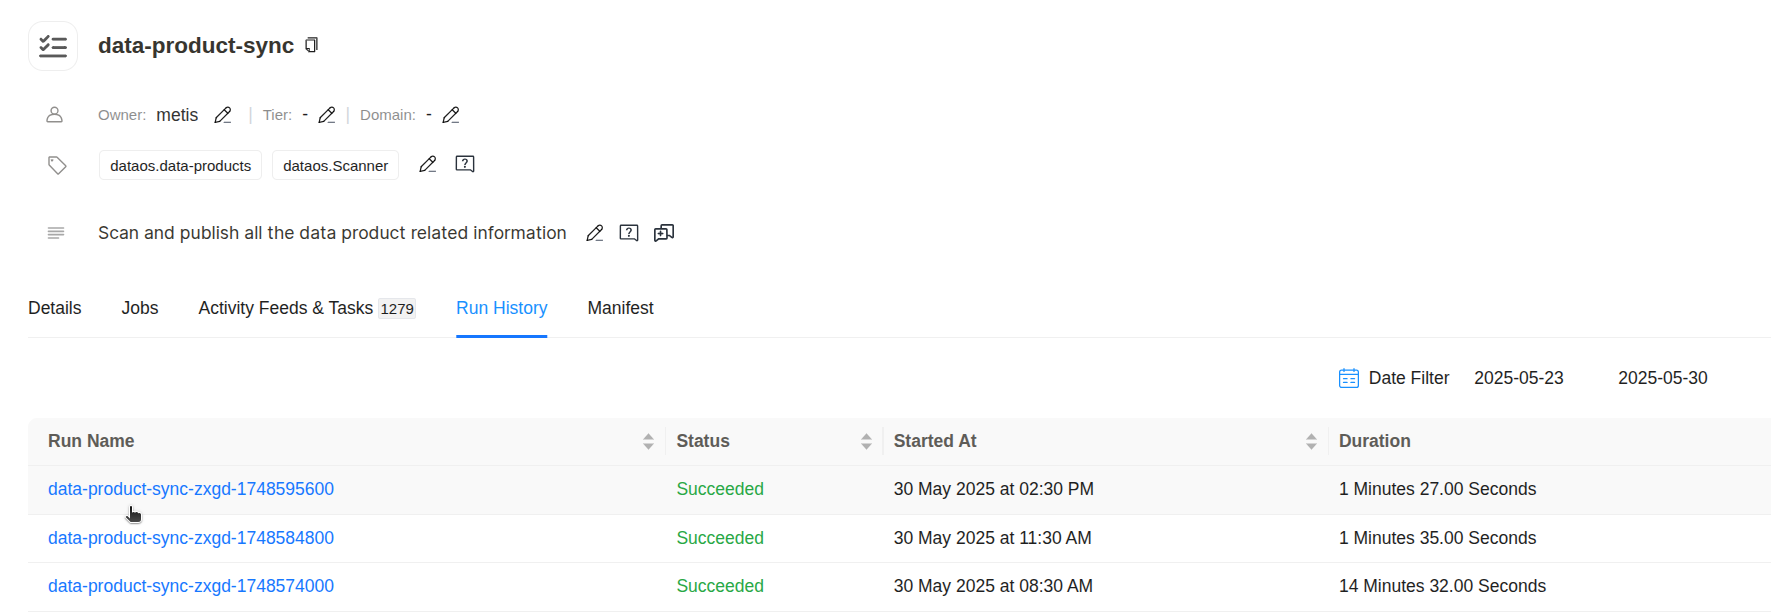 data-product-sync
Owner: metis | Tier: - | Domain: -
dataos.data-products dataos.Scanner
Scan and publish all the data product related information
Details Jobs Activity Feeds & Tasks 1279 Run History Manifest
Date Filter 2025-05-23 2025-05-30
Run Name Status Started At Duration
data-product-sync-zxgd-1748595600 Succeeded 30 May 2025 at 02:30 PM 1 Minutes 27.00 Seconds
data-product-sync-zxgd-1748584800 Succeeded 30 May 2025 at 11:30 AM 1 Minutes 35.00 Seconds
data-product-sync-zxgd-1748574000 Succeeded 30 May 2025 at 08:30 AM 14 Minutes 32.00 Seconds